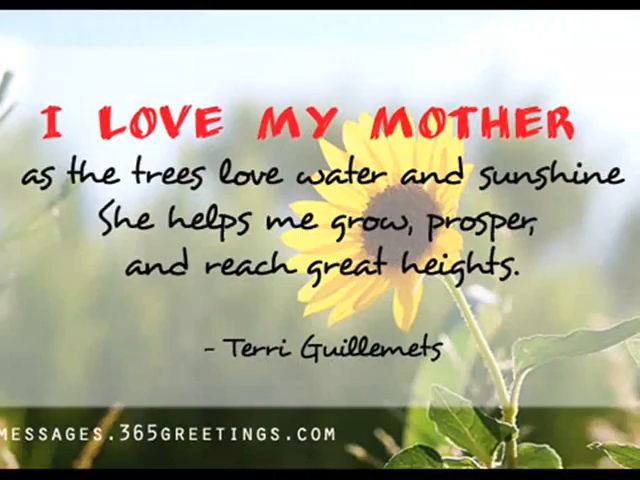 I LOVE MY MOTHER
as the trees love water and sunshine
She helps me grow, prosper,
and reach great heights.
- Terri Guillemets
MESSAGES.365GREETINGS.COM